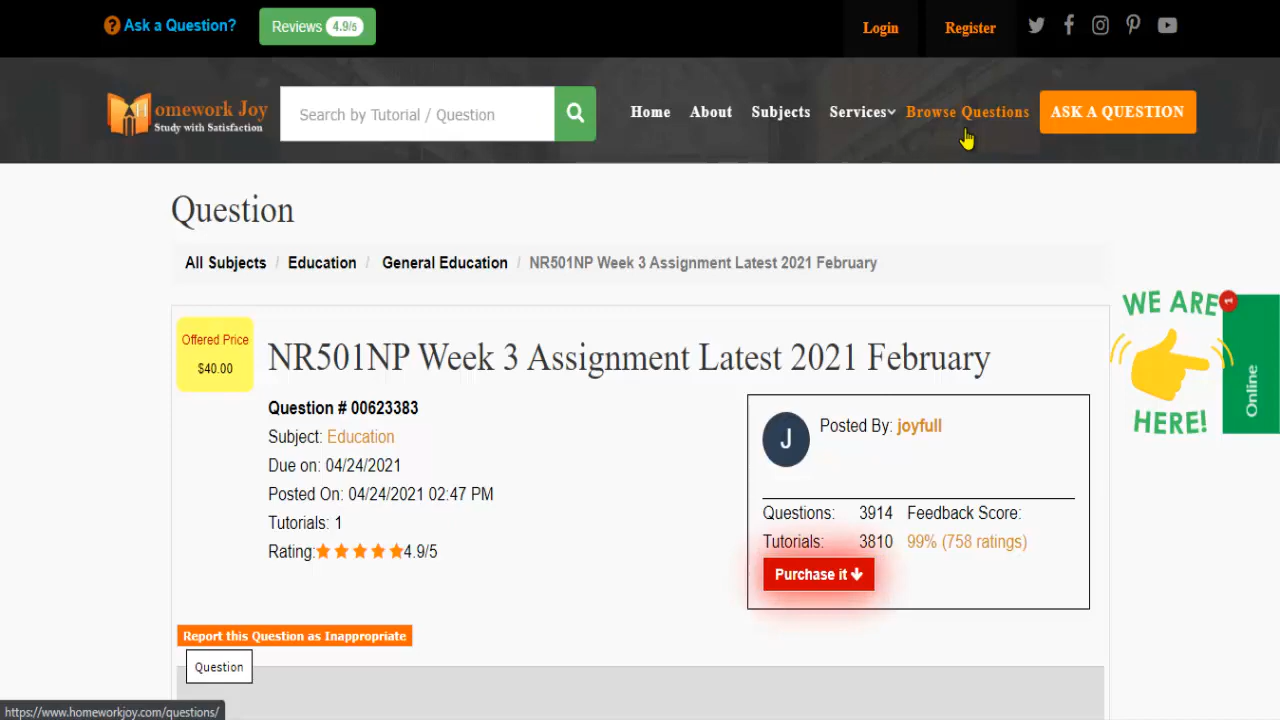 Ask a Question?
Reviews 4.9/5
Login
Register
Homework Joy
Study with Satisfaction
Search by Tutorial / Question
Home
About
Subjects
Services
Browse Questions
ASK A QUESTION
Question
All Subjects / Education / General Education / NR501NP Week 3 Assignment Latest 2021 February
WE ARE
HERE!
1
Online
Offered Price
$40.00
NR501NP Week 3 Assignment Latest 2021 February
Question # 00623383
Subject: Education
Due on: 04/24/2021
Posted On: 04/24/2021 02:47 PM
Tutorials: 1
Rating: 4.9/5
J
Posted By: joyfull
Questions: 3914 Feedback Score:
Tutorials: 3810 99% (758 ratings)
Purchase it
Report this Question as Inappropriate
Question
https://www.homeworkjoy.com/questions/